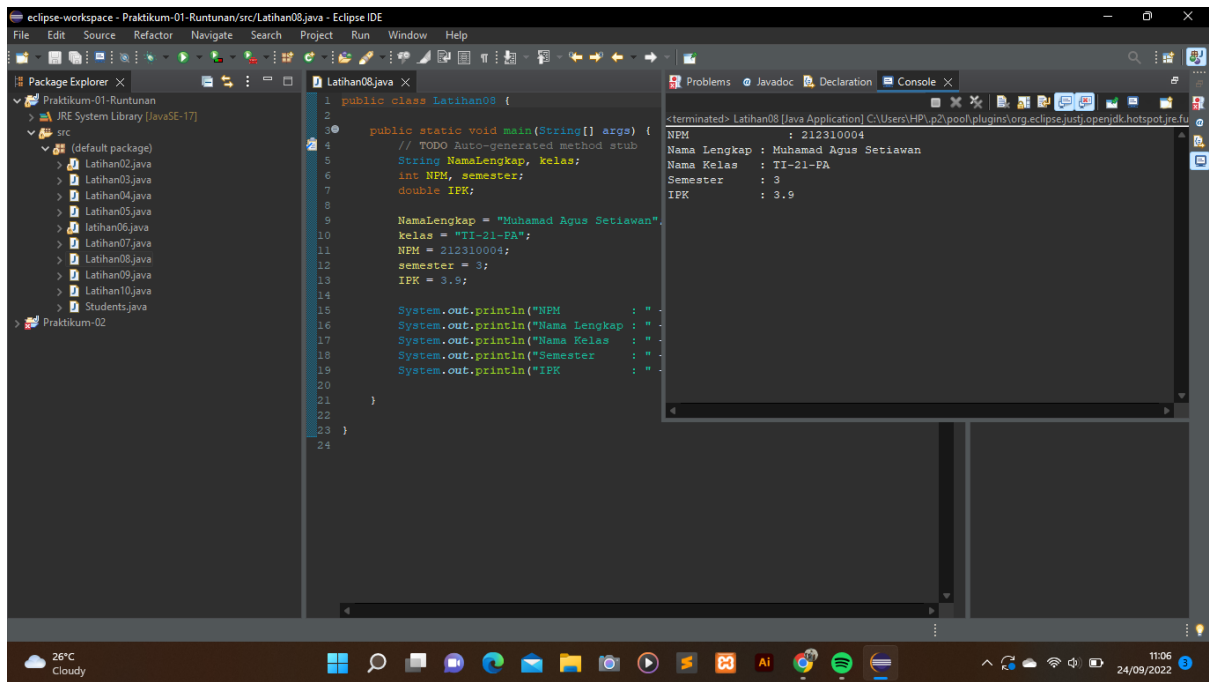 eclipse-workspace - Praktikum-01-Runtunan/src/Latihan08.java - Eclipse IDE
File Edit Source Refactor Navigate Search Project Run Window Help
Package Explorer
Praktikum-01-Runtunan
JRE System Library [JavaSE-17]
src
(default package)
Latihan02.java
Latihan03.java
Latihan04.java
Latihan05.java
latihan06.java
Latihan07.java
Latihan08.java
Latihan09.java
Latihan10.java
Students.java
Praktikum-02
Latihan08.java
1 public class Latihan08 {
2
3 public static void main(String[] args) {
4 // TODO Auto-generated method stub
5 String NamaLengkap, kelas;
6 int NPM, semester;
7 double IPK;
8
9 NamaLengkap = "Muhamad Agus Setiawan"
10 kelas = "TI-21-PA";
11 NPM = 212310004;
12 semester = 3;
13 IPK = 3.9;
14
15 System.out.println("NPM : "
16 System.out.println("Nama Lengkap : "
17 System.out.println("Nama Kelas : "
18 System.out.println("Semester : "
19 System.out.println("IPK : "
20
21 }
22
23 }
24
Problems Javadoc Declaration Console
<terminated> Latihan08 [Java Application] C:\Users\HP\.p2\pool\plugins\org.eclipse.justj.openjdk.hotspot.jre.fu
NPM : 212310004
Nama Lengkap : Muhamad Agus Setiawan
Nama Kelas : TI-21-PA
Semester : 3
IPK : 3.9
26°C
Cloudy
Ai
11:06
24/09/2022
3